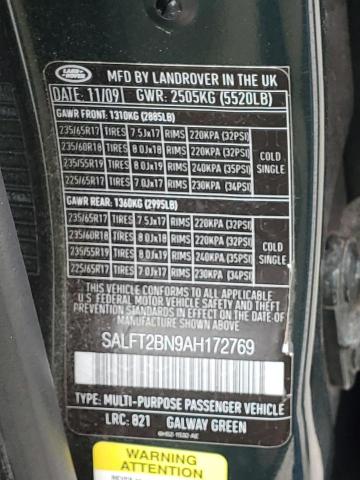 LAND
ROVER
MFD BY LANDROVER IN THE UK
DATE: 11/09 GWR: 2505KG (5520LB)
GAWR FRONT: 1310KG (2885LB)
235/65R17 TIRES 7 5Jx17 RIMS 220KPA (32PSI)
235/60R18 TIRES 8 0Jx18 RIMS 220KPA (32PSI)
235/55R19 TIRES 8 0Jx19 RIMS 240KPA (35PSI)
225/65R17 TIRES 7 0Jx17 RIMS 230KPA (34PSI)
COLD
SINGLE
GAWR REAR: 1360KG (2995LB)
235/65R17 TIRES 7 5Jx17 RIMS 220KPA (32PSI)
235/60R18 TIRES 8 0Jx18 RIMS 220KPA (32PSI)
235/55R19 TIRES 8 0Jx19 RIMS 240KPA (35PSI)
225/65R17 TIRES 7 0Jx17 RIMS 230KPA (34PSI)
COLD
SINGLE
THIS VEHICLE CONFORMS TO ALL APPLICABLE
FEDERAL MOTOR VEHICLE SAFETY, BUMPER AND THEFT
PREVENTION STANDARDS IN EFFECT ON THE DATE OF
MANUFACTURE SHOWN ABOVE
SALFT2BN9AH172769
TYPE: MULTI-PURPOSE PASSENGER VEHICLE
LRC: 821 GALWAY GREEN
6H52-1532-AE
WARNING
ATTENTION